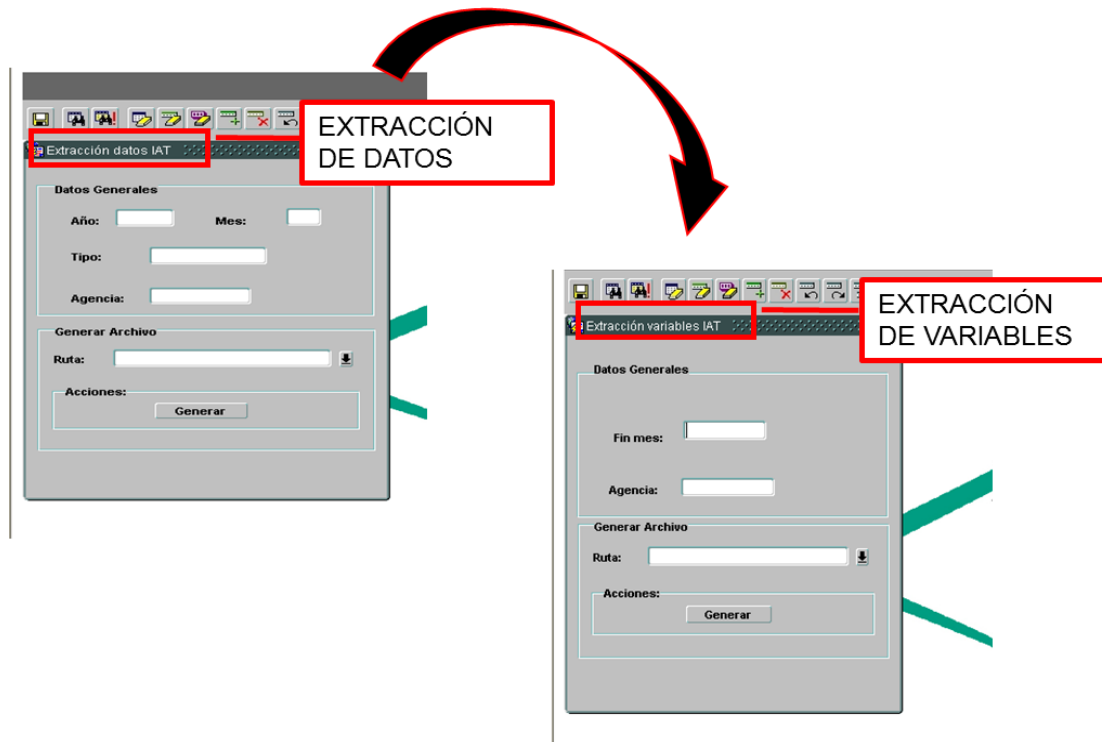 EXTRACCIÓN
DE DATOS
Extracción datos IAT
Datos Generales
Año:
Mes:
Tipo:
Agencia:
Generar Archivo
Ruta:
Acciones:
Generar
EXTRACCIÓN
DE VARIABLES
Extracción variables IAT
Datos Generales
Fin mes:
Agencia:
Generar Archivo
Ruta:
Acciones:
Generar